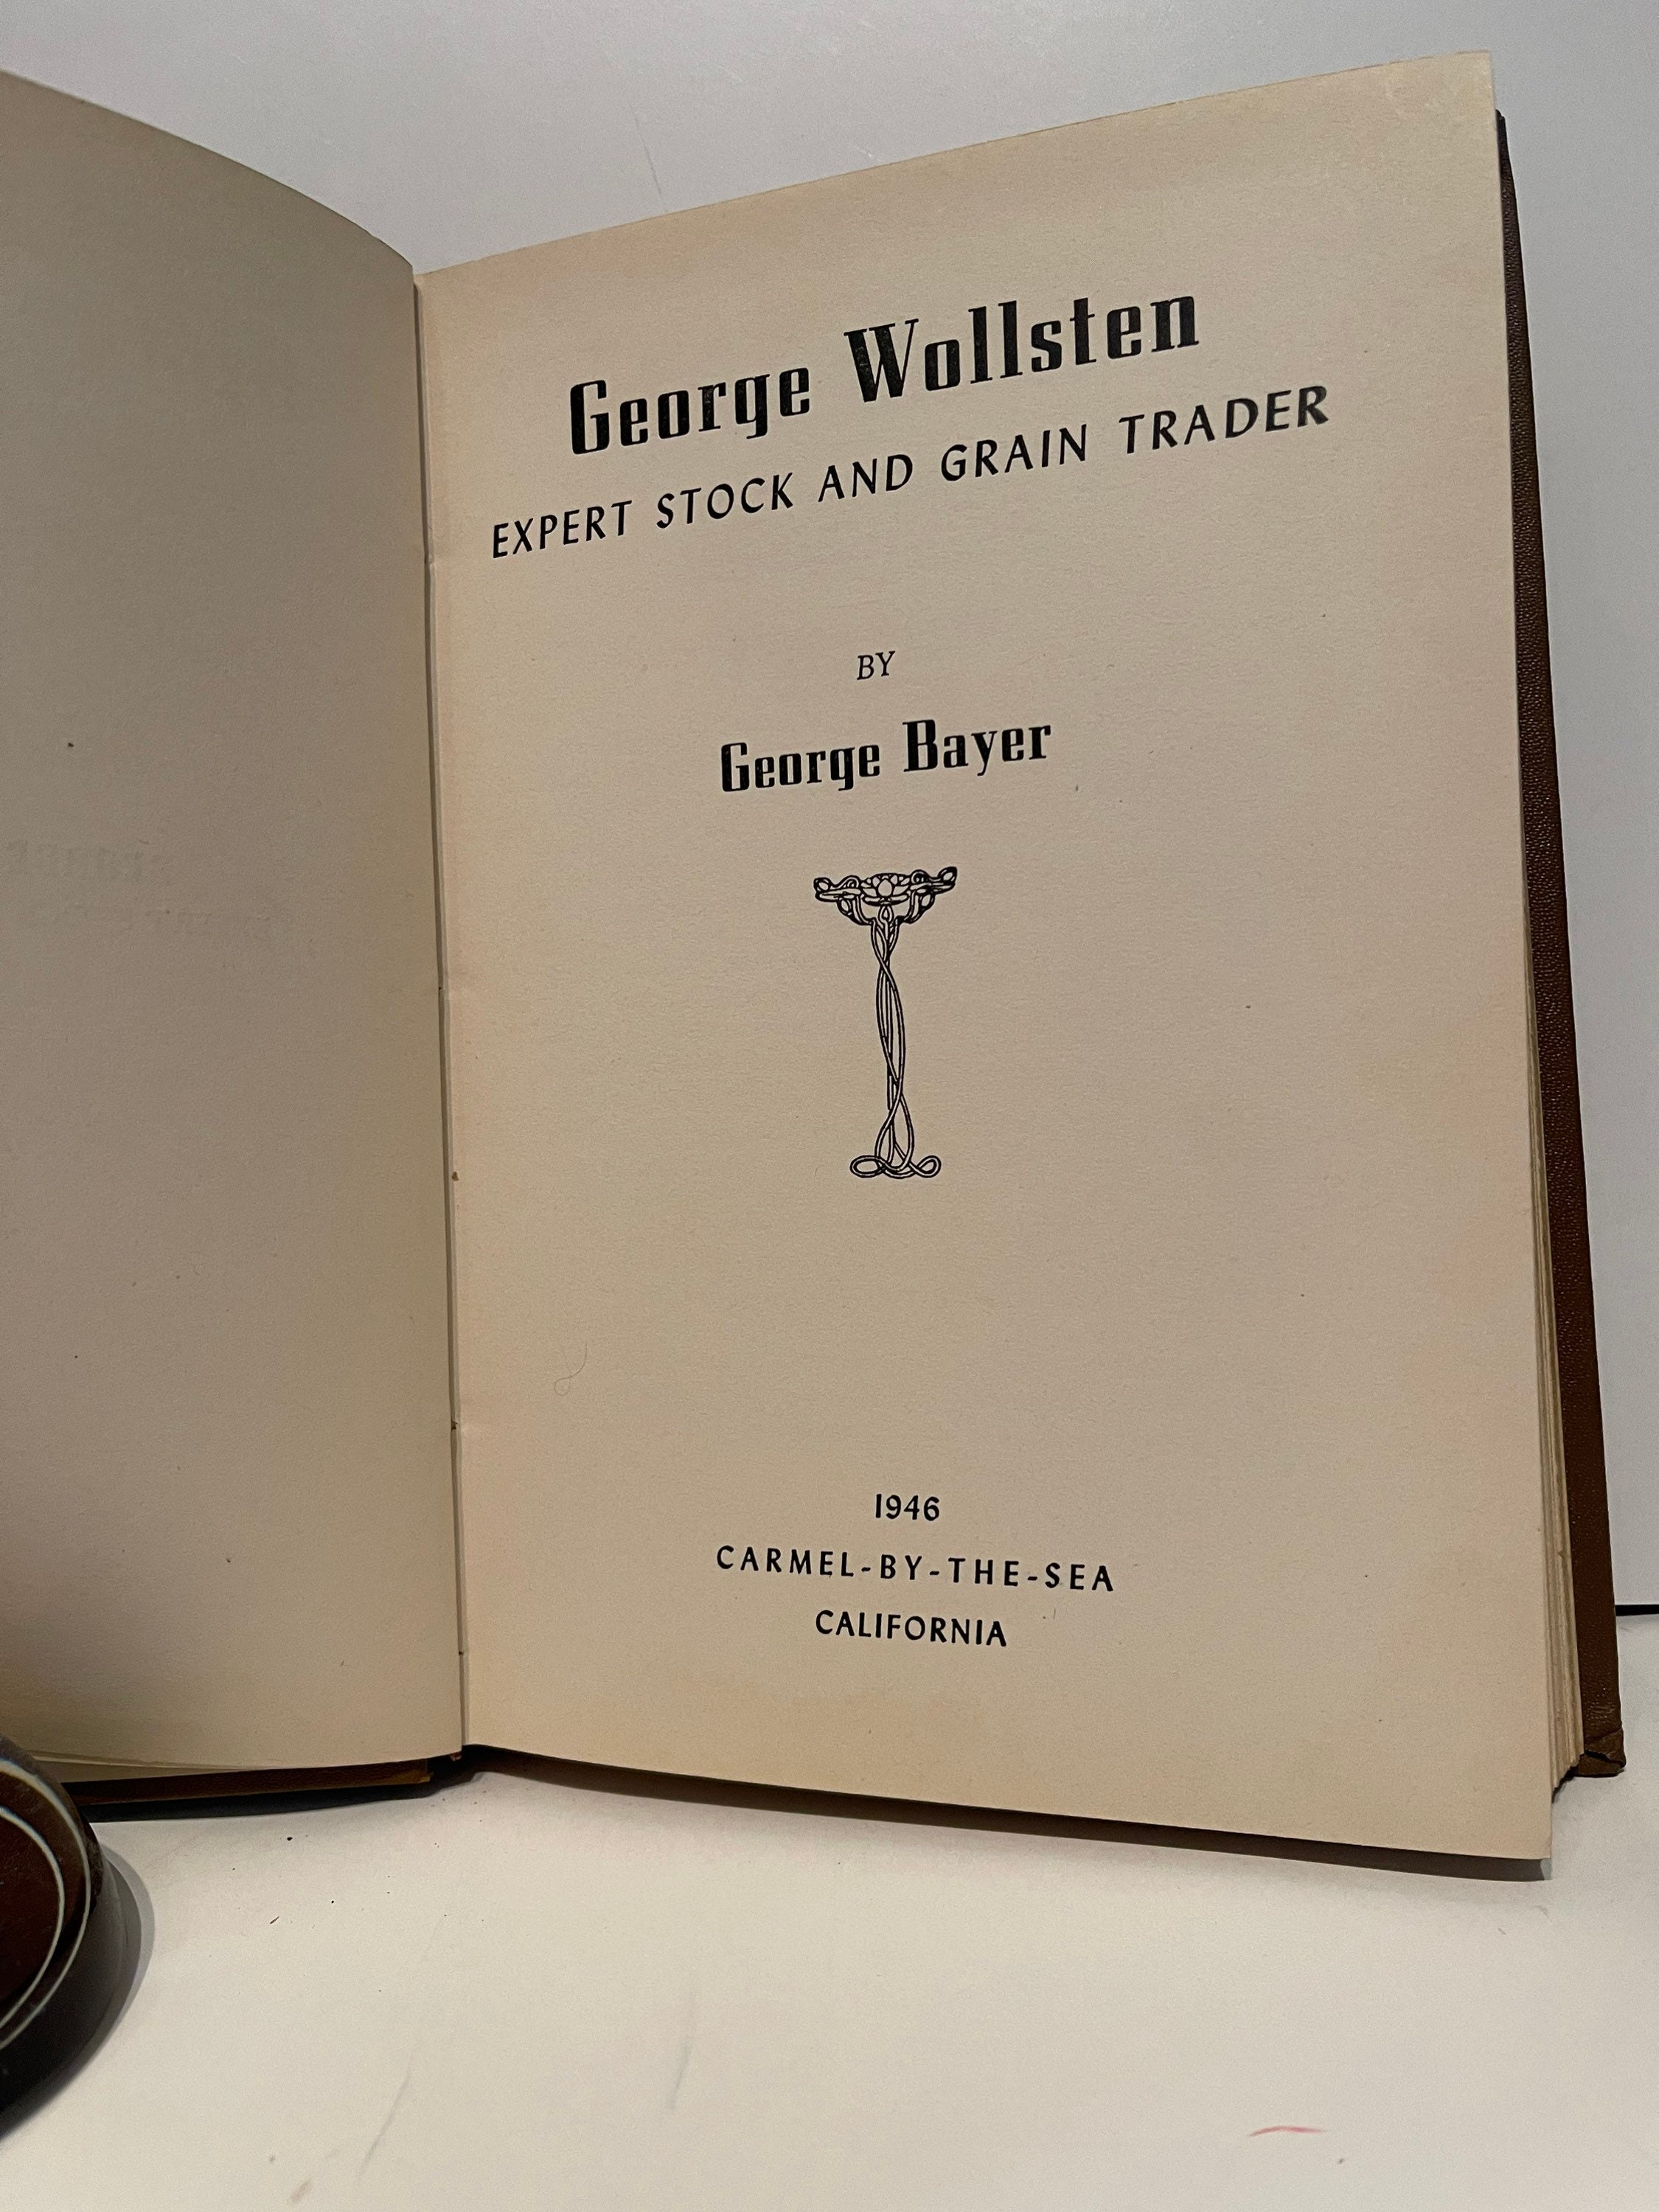 George Wollsten
EXPERT STOCK AND GRAIN TRADER
BY
George Bayer
1946
CARMEL-BY-THE-SEA
CALIFORNIA